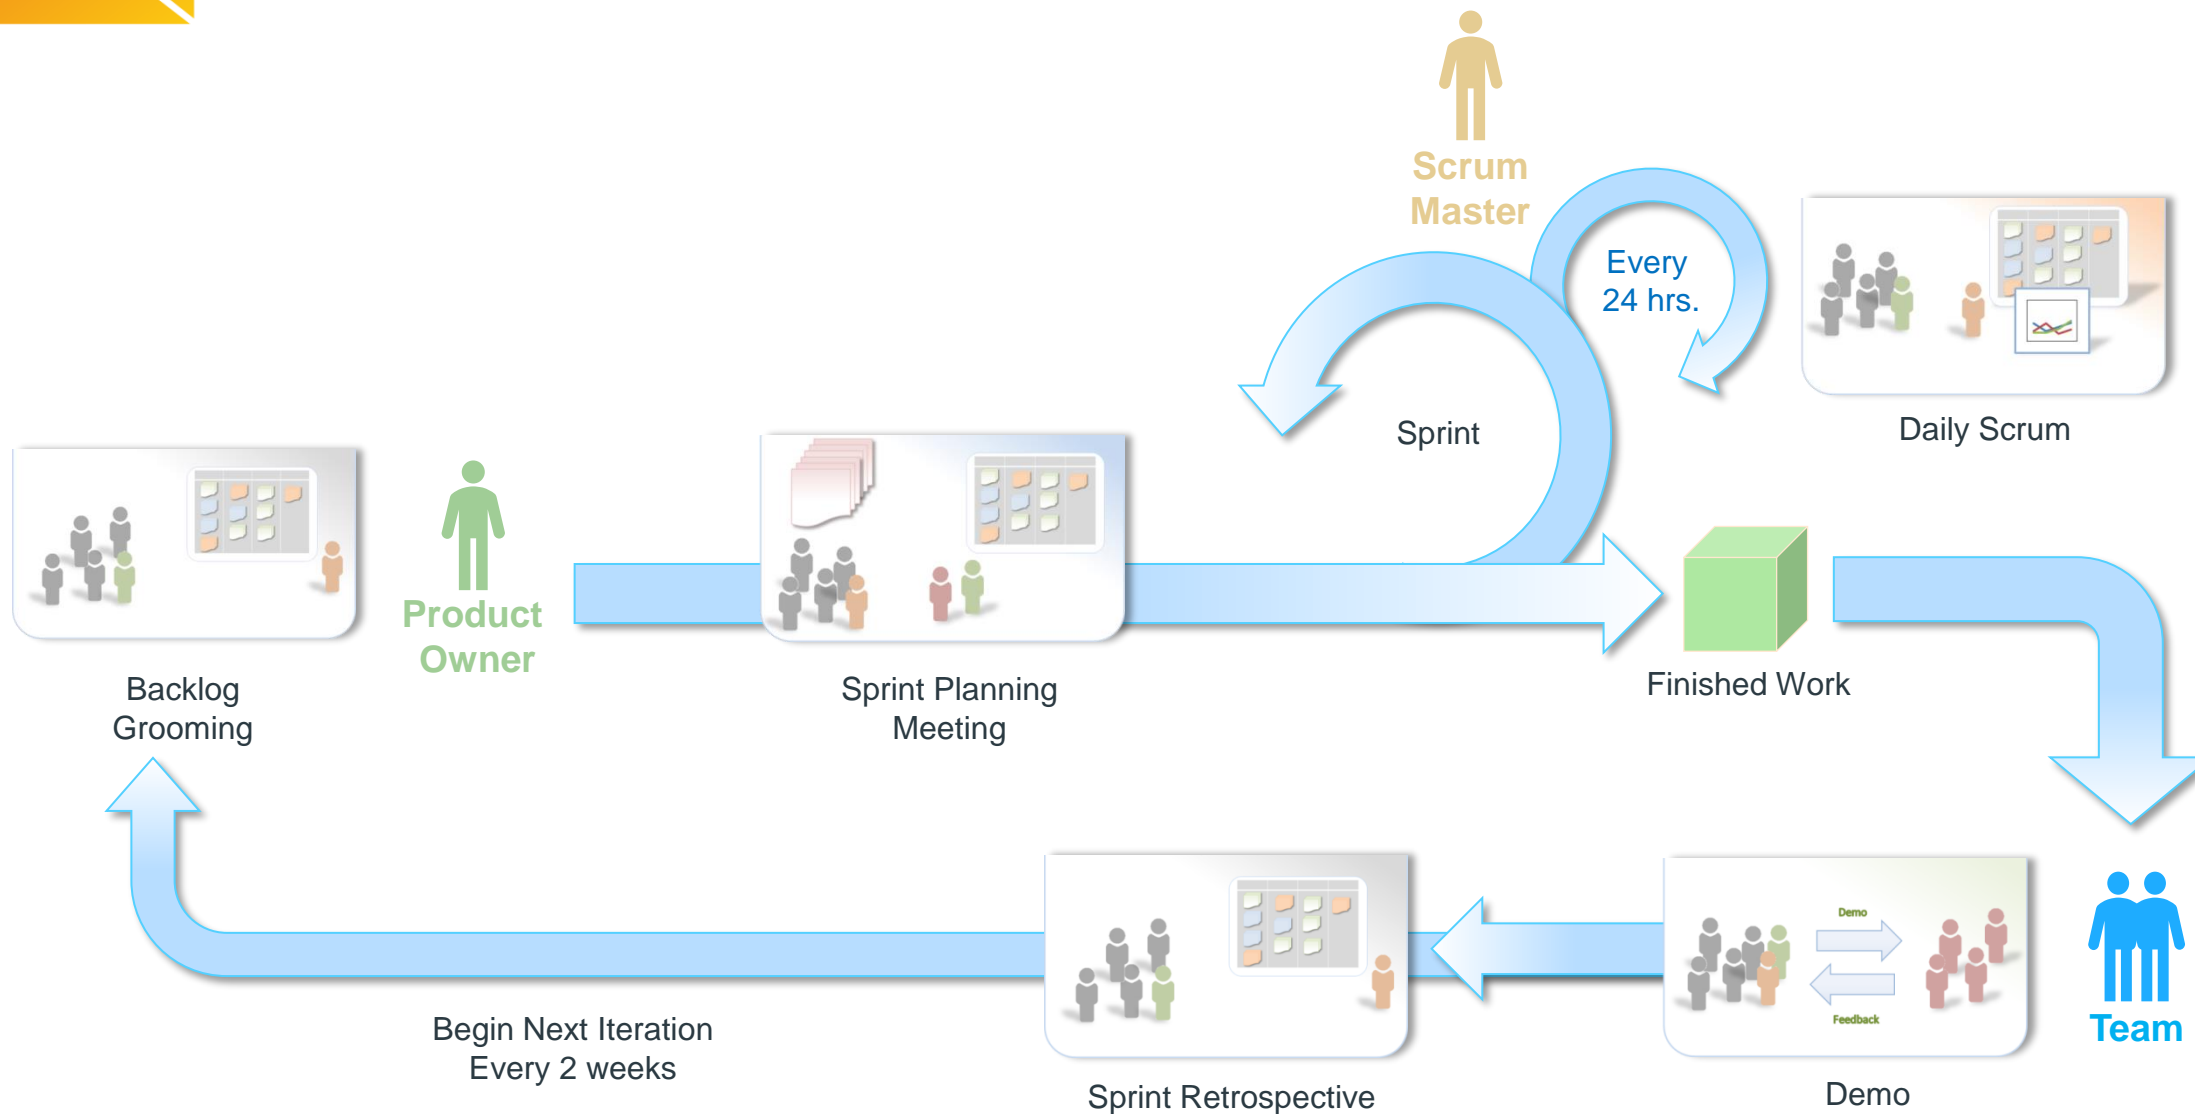 Scrum
Master
Every
24 hrs.
Sprint
Daily Scrum
Product
Owner
Backlog
Grooming
Sprint Planning
Meeting
Finished Work
Demo
Feedback
Team
Begin Next Iteration
Every 2 weeks
Sprint Retrospective
Demo